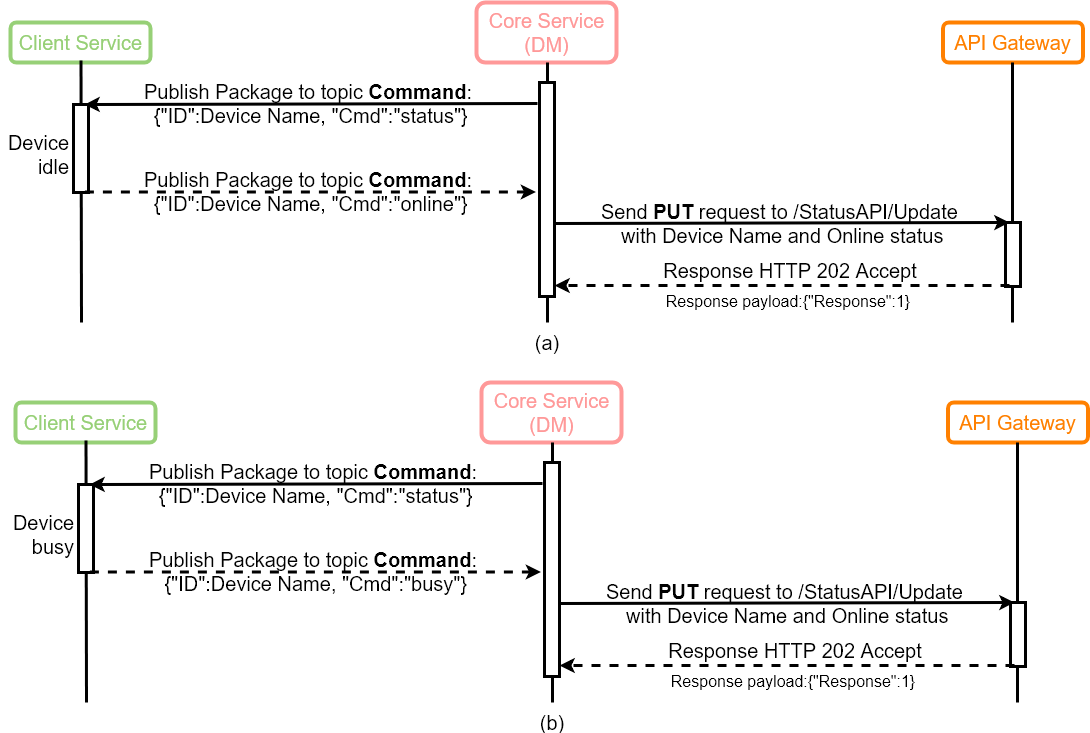 Client Service
Core Service
(DM)
API Gateway
Publish Package to topic Command:
{"ID":Device Name, "Cmd":"status"}
Device
idle
Publish Package to topic Command:
{"ID":Device Name, "Cmd":"online"}
Send PUT request to /StatusAPI/Update
with Device Name and Online status
Response HTTP 202 Accept
Response payload:{"Response":1}
(a)
Client Service
Core Service
(DM)
API Gateway
Publish Package to topic Command:
{"ID":Device Name, "Cmd":"status"}
Device
busy
Publish Package to topic Command:
{"ID":Device Name, "Cmd":"busy"}
Send PUT request to /StatusAPI/Update
with Device Name and Online status
Response HTTP 202 Accept
Response payload:{"Response":1}
(b)